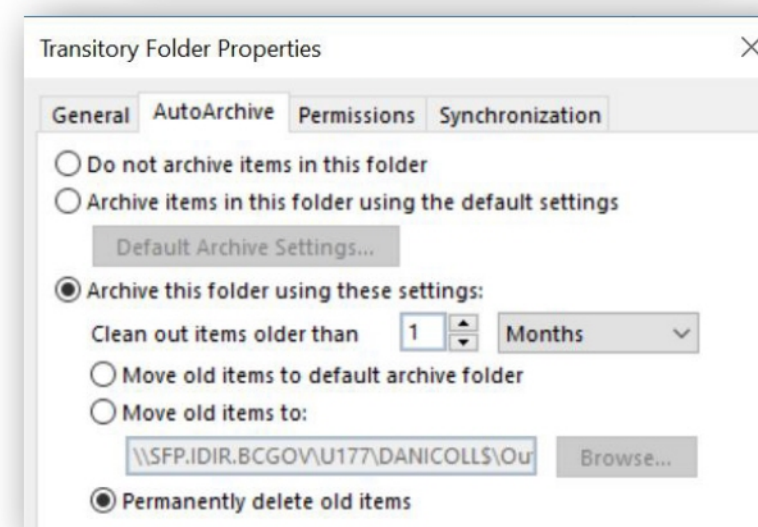 Transitory Folder Properties
General AutoArchive Permissions Synchronization
Do not archive items in this folder
Archive items in this folder using the default settings
Default Archive Settings...
Archive this folder using these settings:
Clean out items older than 1 Months
Move old items to default archive folder
Move old items to:
\\SFP.IDIR.BCGOV\U177\DANICOLL$\Ou Browse...
Permanently delete old items